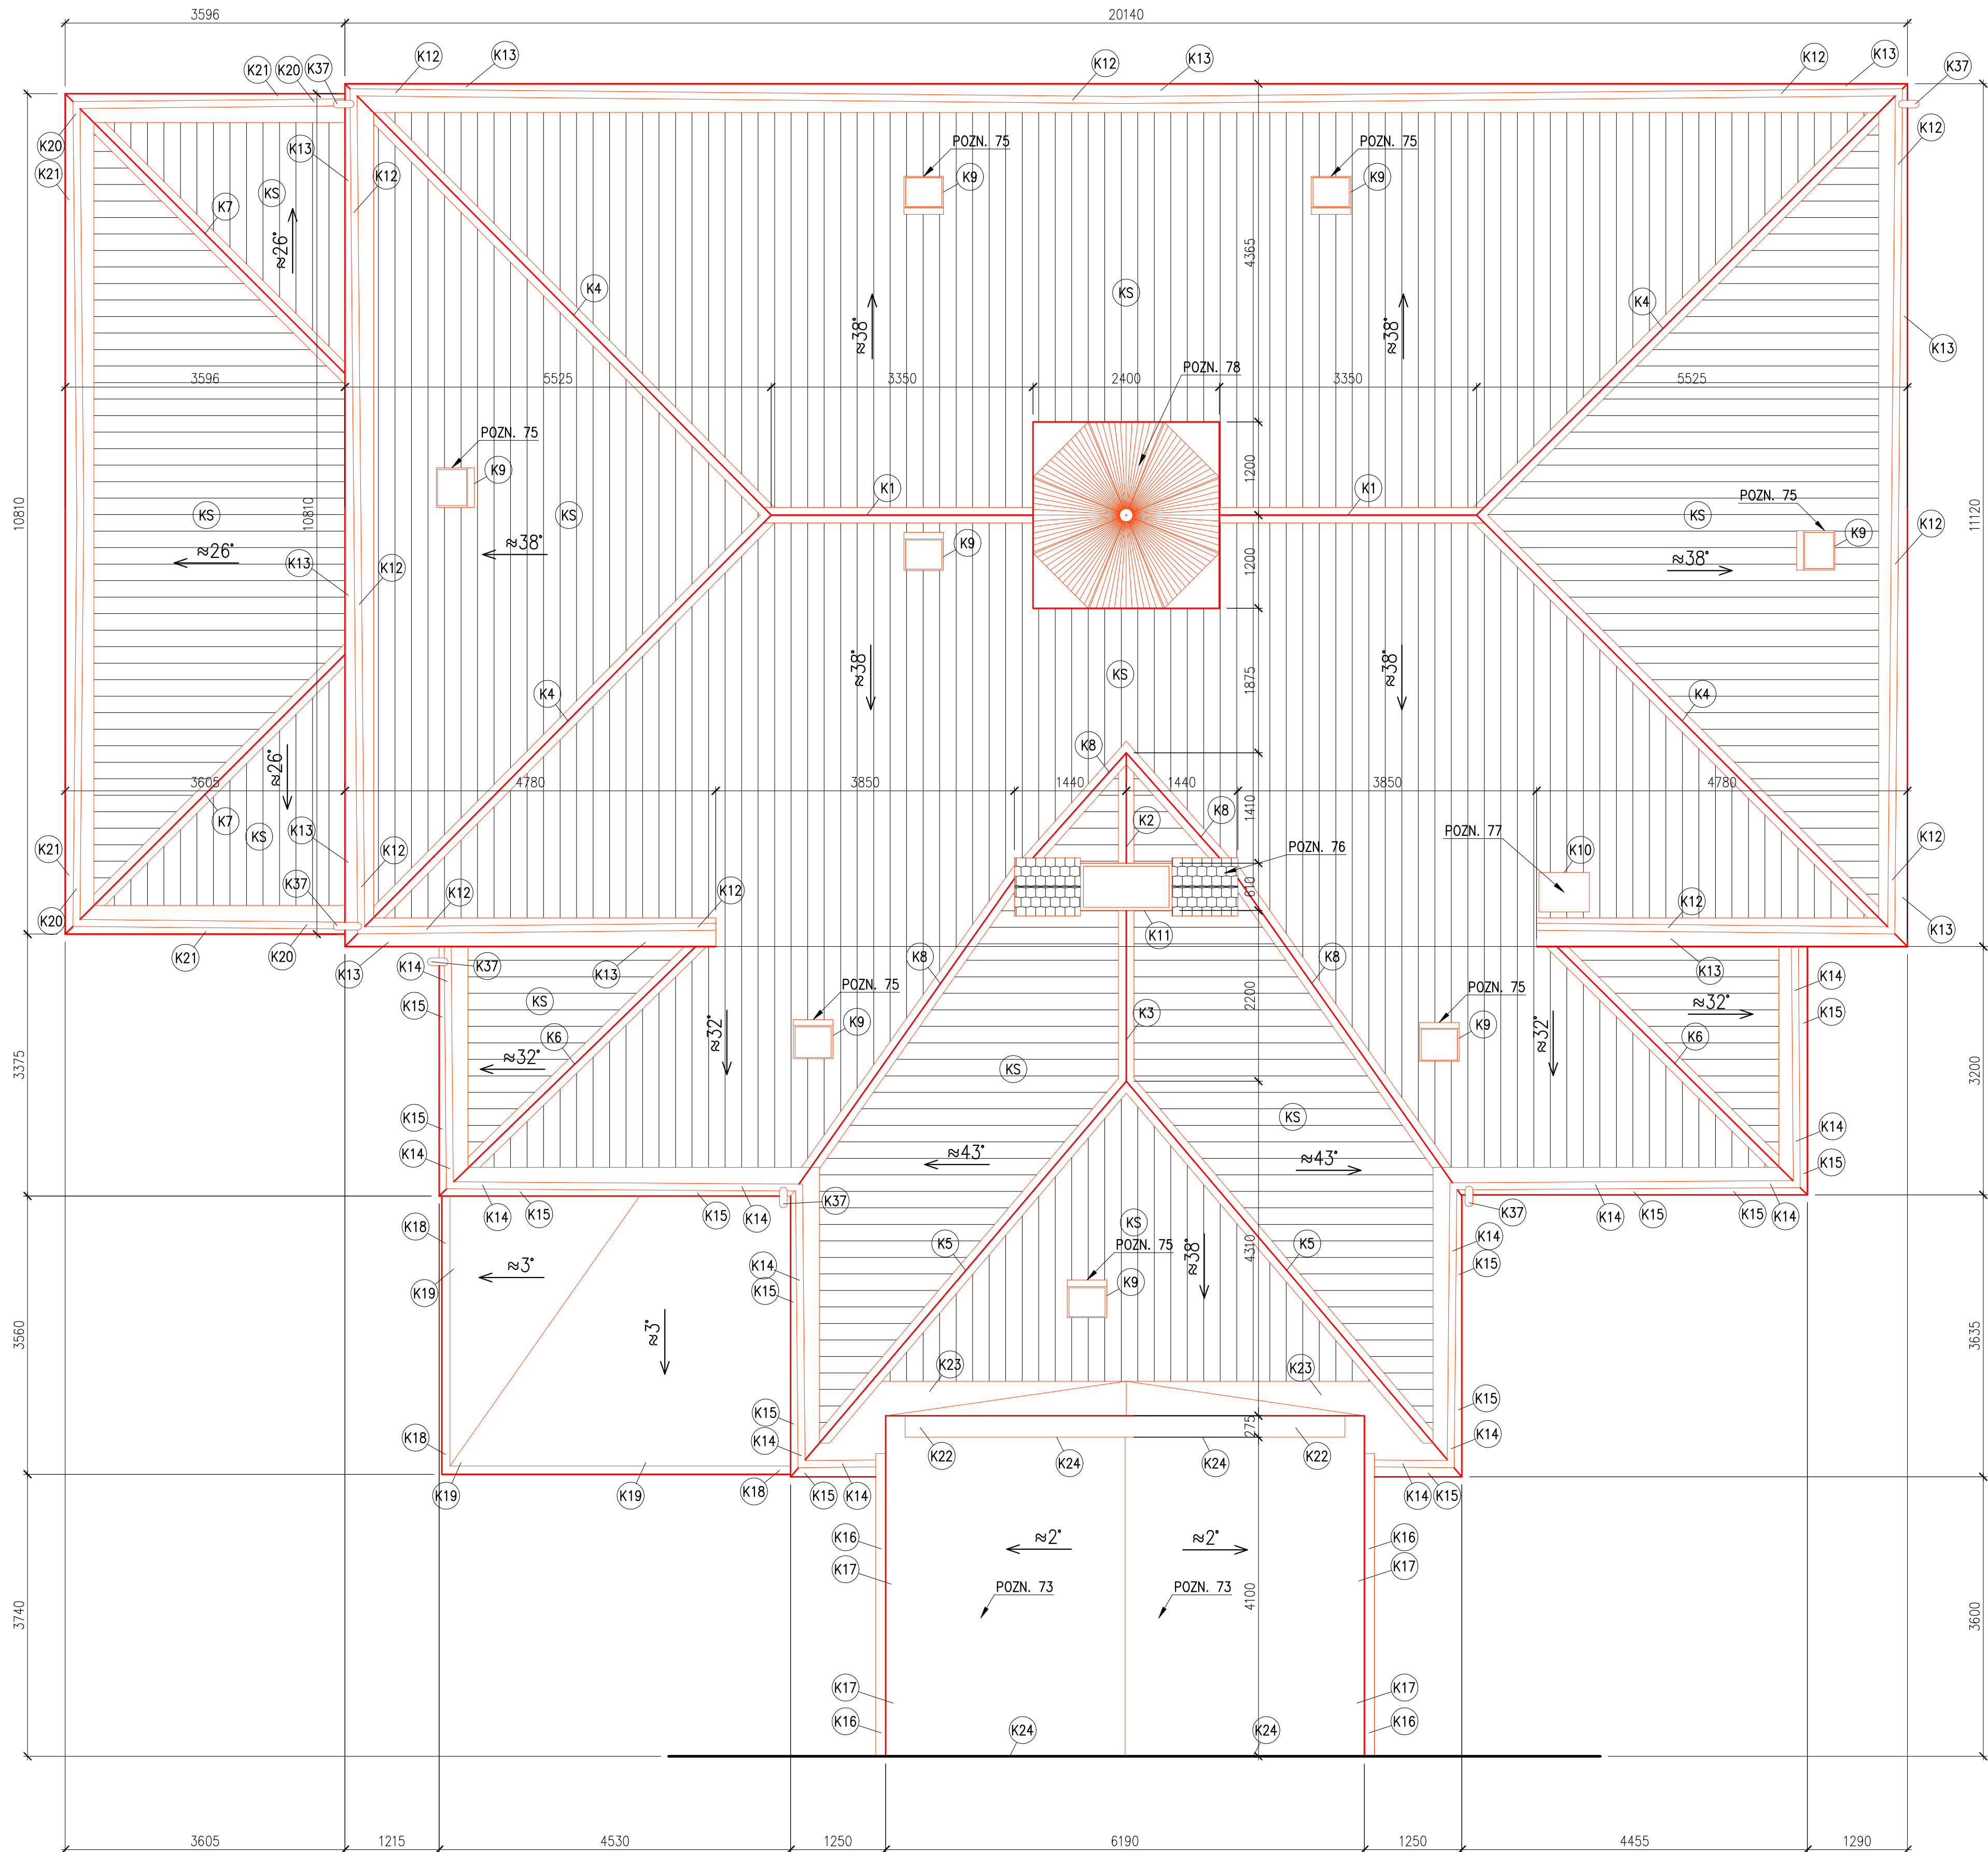 3596
20140
K12
K13
K12
K13
K12
K13
K37
K21
K20
K37
K20
K21
K13
K12
KS
K7
≈26°
POZN. 75
K9
POZN. 75
K9
K12
K13
K4
K4
KS
4365
≈38°
≈38°
POZN. 78
3596
5525
3350
2400
3350
5525
POZN. 75
K9
1200
K1
K1
10810
10810
KS
KS
KS
POZN. 75
K9
K12
11120
≈26°
≈38°
K9
1200
≈38°
K13
K12
K4
KS
1875
≈38°
≈38°
K4
K8
≈26°
3605
4780
3850
1440
1440
3850
4780
1410
K7
KS
K13
K2
K8
POZN. 77
K21
K12
POZN. 76
K10
K12
K37
K12
K12
810
K12
K20
K21
K20
K13
K13
K11
K13
K13
K14
K37
K8
K8
K14
KS
POZN. 75
POZN. 75
K15
K9
2200
K9
≈32°
K15
K6
K3
K6
≈32°
≈32°
≈32°
3375
KS
3200
K15
KS
K14
≈43°
≈43°
K14
K15
K14
K15
K15
K14
K37
K37
K14
K15
K15
K14
K18
KS
K5
POZN. 75
≈38°
4310
K5
K14
K15
≈3°
K14
K19
K15
K9
≈3°
3560
3635
K23
K23
K15
K15
K18
K14
275
K14
K22
K24
K24
K22
K19
K19
K18
K15
K14
K14
K15
K16
≈2°
≈2°
K16
K17
K17
POZN. 73
POZN. 73
4100
3740
3600
K17
K17
K16
K16
K24
K24
3605
1215
4530
1250
6190
1250
4455
1290